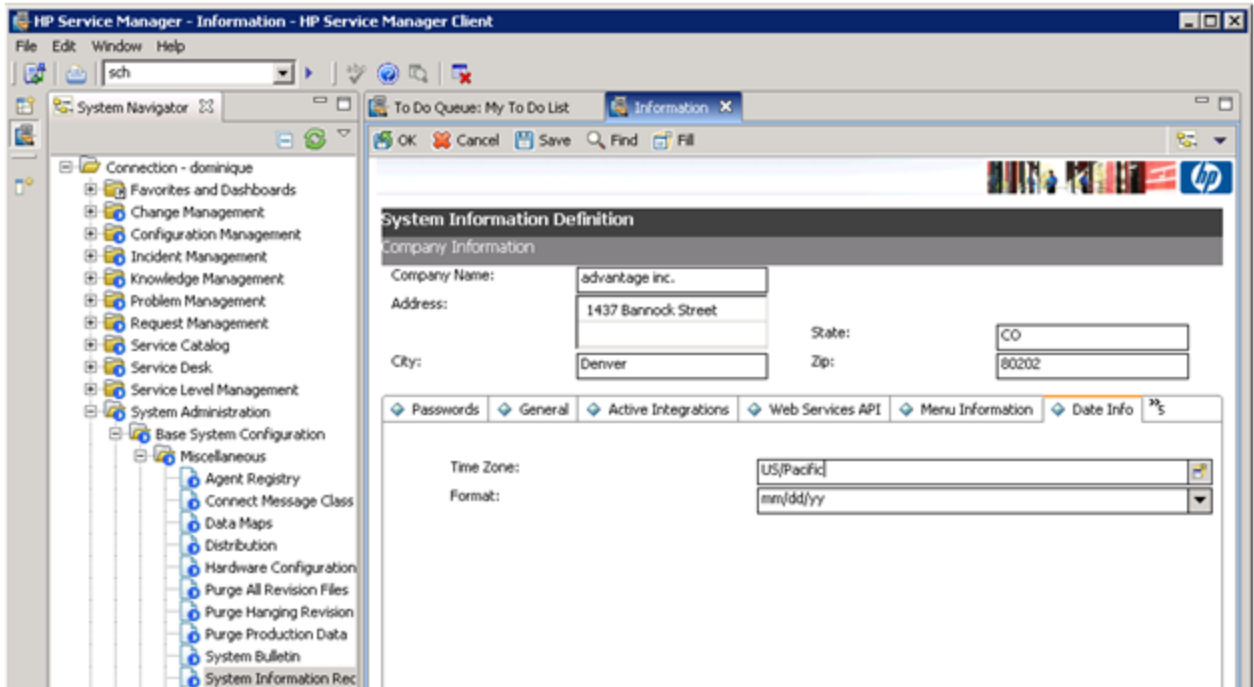 HP Service Manager - Information - HP Service Manager Client
File Edit Window Help
sch
System Navigator
To Do Queue: My To Do List
Information
OK Cancel Save Find Fill
Connection - dominique
Favorites and Dashboards
Change Management
Configuration Management
Incident Management
Knowledge Management
Problem Management
Request Management
Service Catalog
Service Desk
Service Level Management
System Administration
Base System Configuration
Miscellaneous
Agent Registry
Connect Message Class
Data Maps
Distribution
Hardware Configuration
Purge All Revision Files
Purge Hanging Revision
Purge Production Data
System Bulletin
System Information Rec
hp
System Information Definition
Company Information
Company Name: advantage inc.
Address: 1437 Bannock Street
State: CO
City: Denver Zip: 80202
Passwords General Active Integrations Web Services API Menu Information Date Info »5
Time Zone: US/Pacific
Format: mm/dd/yy